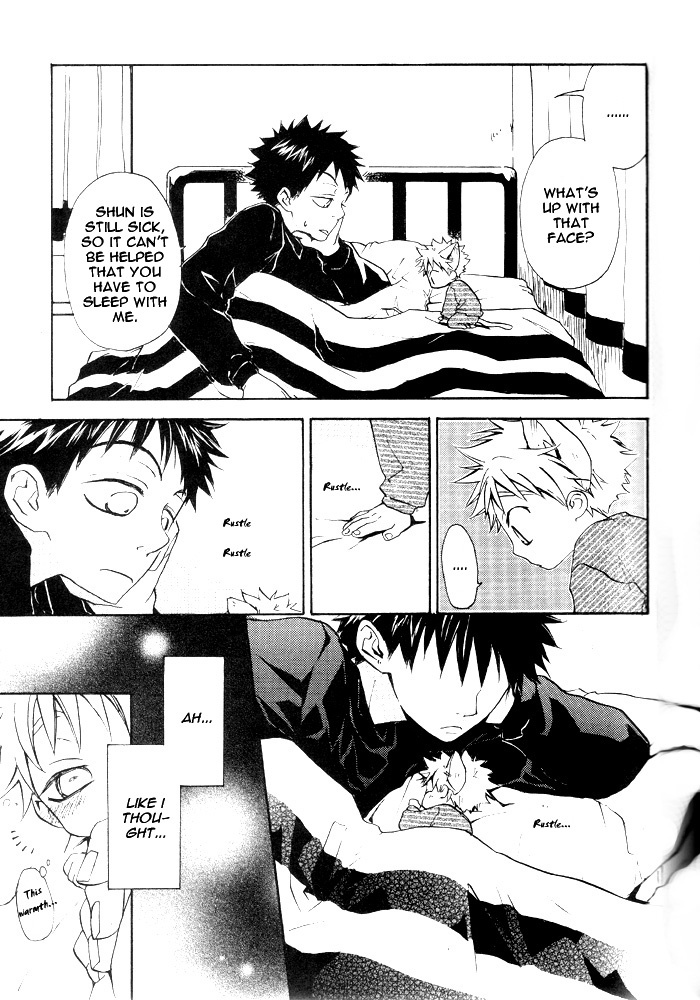 ......
WHAT'S
UP WITH
THAT
FACE?
SHUN IS
STILL SICK,
SO IT CAN'T
BE HELPED
THAT YOU
HAVE TO
SLEEP WITH
ME.
....
Rustle...
Rustle
Rustle
Rustle...
AH...
LIKE I
THOU-
GHT...
This
warmth...